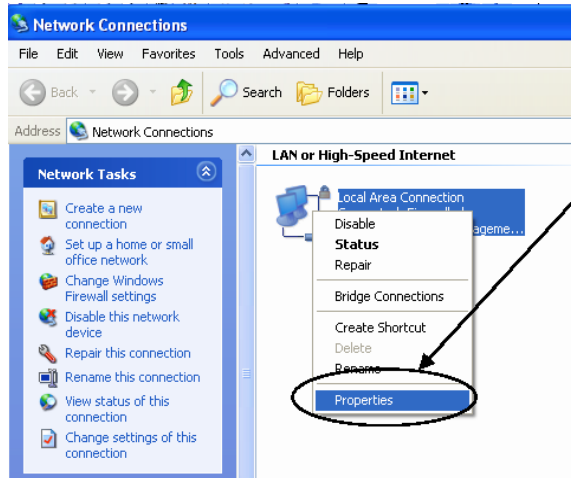 Network Connections
File Edit View Favorites Tools Advanced Help
Back Search Folders
Address Network Connections
Network Tasks
Create a new
connection
Set up a home or small
office network
Change Windows
Firewall settings
Disable this network
device
Repair this connection
Rename this connection
View status of this
connection
Change settings of this
connection
LAN or High-Speed Internet
Local Area Connection
ageme...
Disable
Status
Repair
Bridge Connections
Create Shortcut
Delete
Rename
Properties